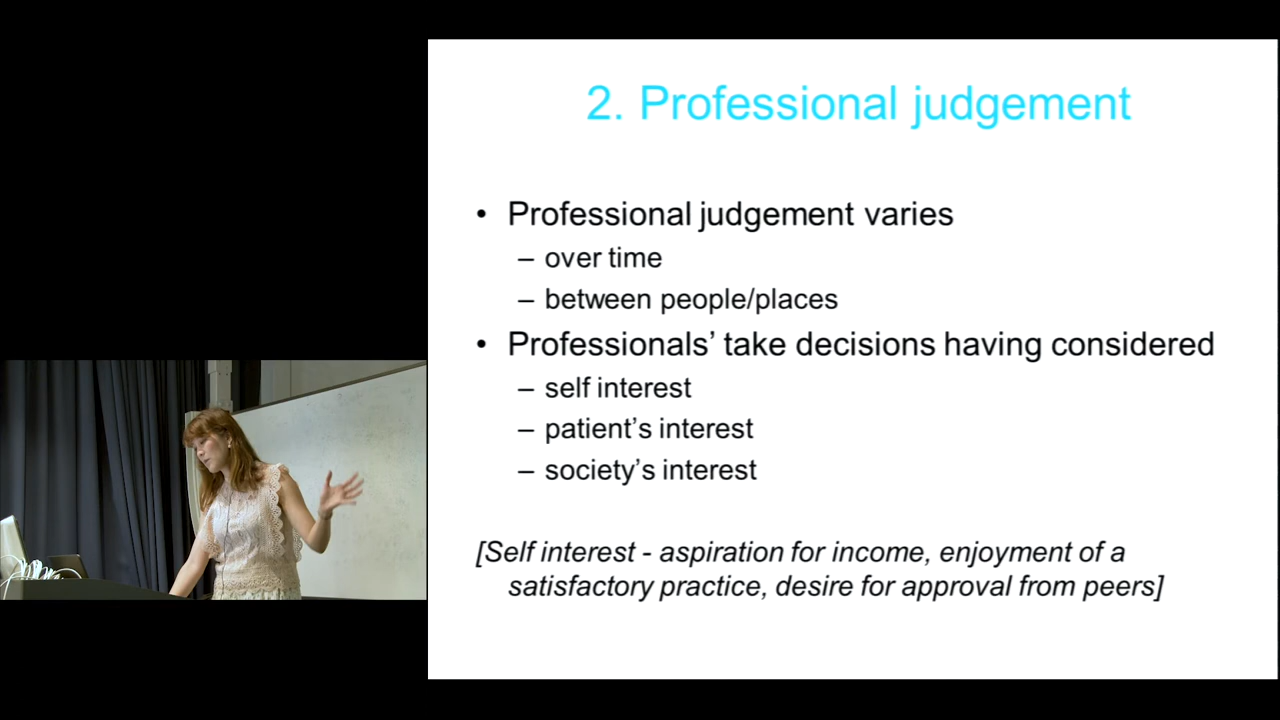 2. Professional judgement
• Professional judgement varies
– over time
– between people/places
• Professionals’ take decisions having considered
– self interest
– patient’s interest
– society’s interest
[Self interest - aspiration for income, enjoyment of a
satisfactory practice, desire for approval from peers]